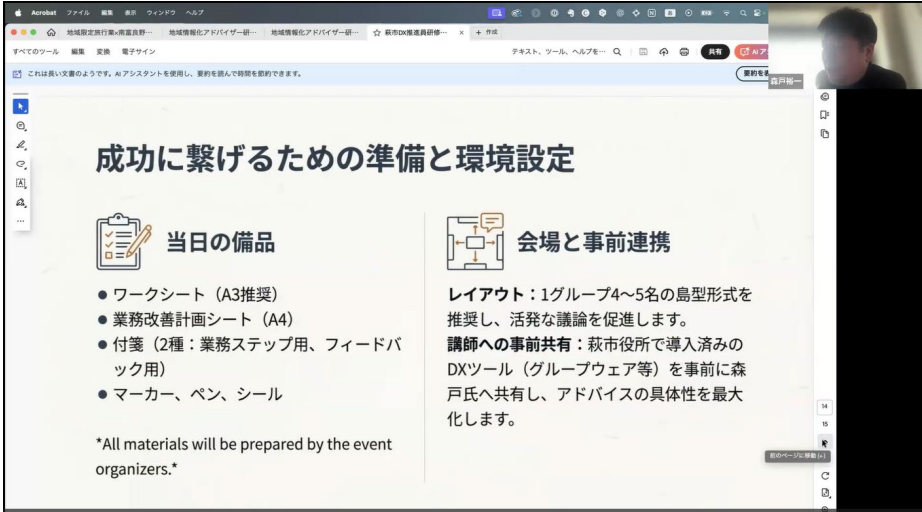 Acrobat ファイル 編集 表示 ウィンドウ ヘルプ
地域限定旅行業×南富良野… 地域情報化アドバイザー研… 地域情報化アドバイザー研… 萩市DX推進員研修… × + 作成
すべてのツール 編集 変換 電子サイン テキスト、ツール、ヘルプを… 共有
これは長い文書のようです。AI アシスタントを使用し、要約を読んで時間を節約できます。
森戸裕一
成功に繋げるための準備と環境設定
当日の備品
● ワークシート（A3推奨）
● 業務改善計画シート（A4）
● 付箋（2種：業務ステップ用、フィードバ
ック用）
● マーカー、ペン、シール
*All materials will be prepared by the event
organizers.*
会場と事前連携
レイアウト：1グループ4〜5名の島型形式を
推奨し、活発な議論を促進します。
講師への事前共有：萩市役所で導入済みの
DXツール（グループウェア等）を事前に森
戸氏へ共有し、アドバイスの具体性を最大
化します。
14
15
前のページに移動 (←)